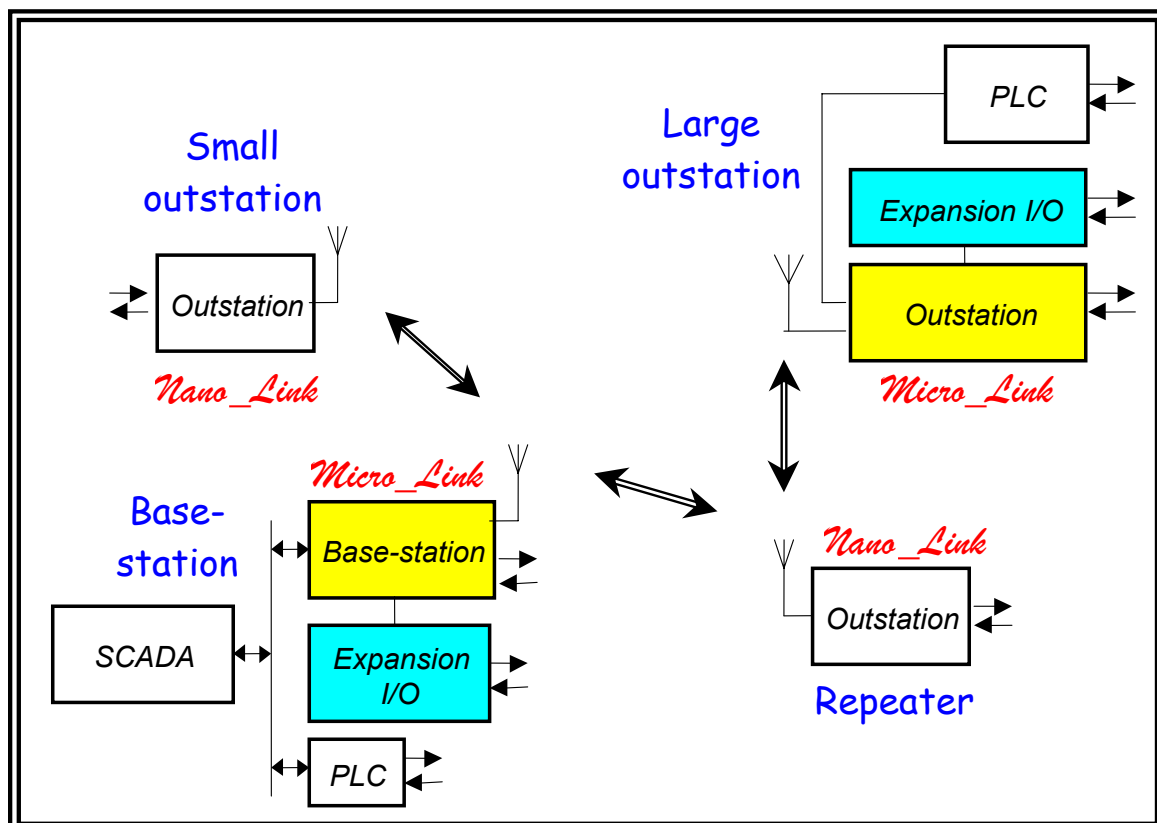 Small
outstation
Outstation
Nano_Link
Large
outstation
PLC
Expansion I/O
Outstation
Micro_Link
Base-
station
Micro_Link
Base-station
SCADA
Expansion
I/O
PLC
Nano_Link
Outstation
Repeater